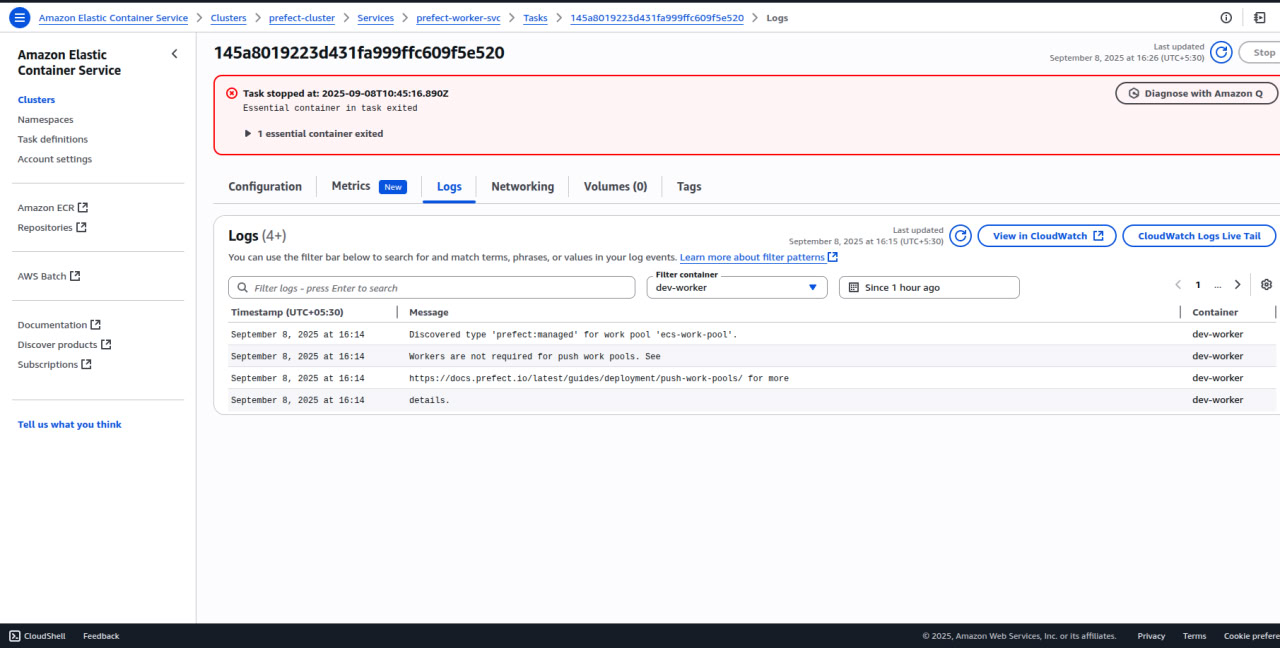 Amazon Elastic Container Service > Clusters > prefect-cluster > Services > prefect-worker-svc > Tasks > 145a8019223d431fa999ffc609f5e520 > Logs
Amazon Elastic
Container Service
Clusters
Namespaces
Task definitions
Account settings
Amazon ECR
Repositories
AWS Batch
Documentation
Discover products
Subscriptions
Tell us what you think
145a8019223d431fa999ffc609f5e520
Last updated
September 8, 2025 at 16:26 (UTC+5:30)
Stop
Task stopped at: 2025-09-08T10:45:16.890Z
Essential container in task exited
1 essential container exited
Diagnose with Amazon Q
Configuration Metrics New Logs Networking Volumes (0) Tags
Logs (4+)
Last updated
September 8, 2025 at 16:15 (UTC+5:30)
View in CloudWatch
CloudWatch Logs Live Tail
You can use the filter bar below to search for and match terms, phrases, or values in your log events. Learn more about filter patterns
Filter logs - press Enter to search
Filter container
dev-worker
Since 1 hour ago
1 ...
Timestamp (UTC+05:30) Message Container
September 8, 2025 at 16:14 Discovered type 'prefect:managed' for work pool 'ecs-work-pool'. dev-worker
September 8, 2025 at 16:14 Workers are not required for push work pools. See dev-worker
September 8, 2025 at 16:14 https://docs.prefect.io/latest/guides/deployment/push-work-pools/ for more dev-worker
September 8, 2025 at 16:14 details. dev-worker
CloudShell Feedback © 2025, Amazon Web Services, Inc. or its affiliates. Privacy Terms Cookie prefere